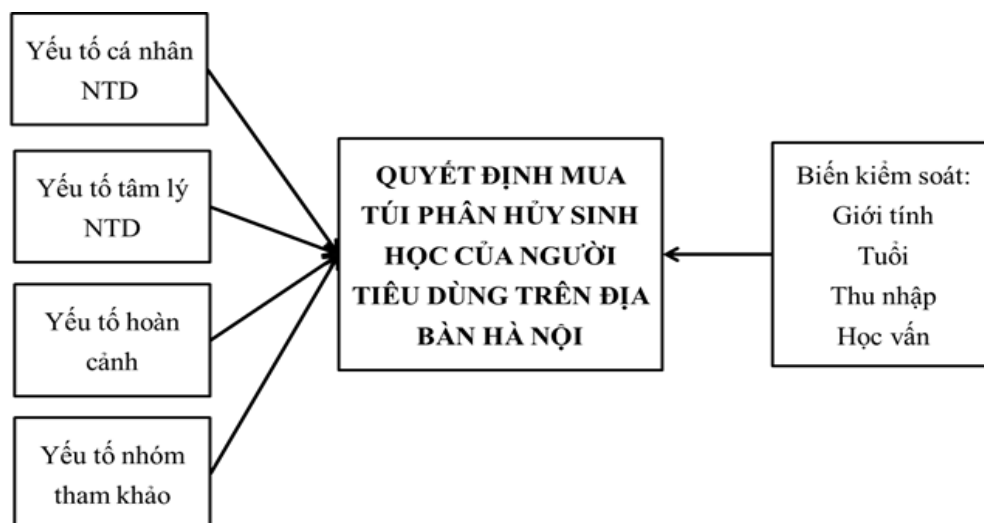 Yếu tố cá nhân
NTD
Yếu tố tâm lý
NTD
Yếu tố hoàn
cảnh
Yếu tố nhóm
tham khảo
QUYẾT ĐỊNH MUA
TÚI PHÂN HỦY SINH
HỌC CỦA NGƯỜI
TIÊU DÙNG TRÊN ĐỊA
BÀN HÀ NỘI
Biến kiểm soát:
Giới tính
Tuổi
Thu nhập
Học vấn